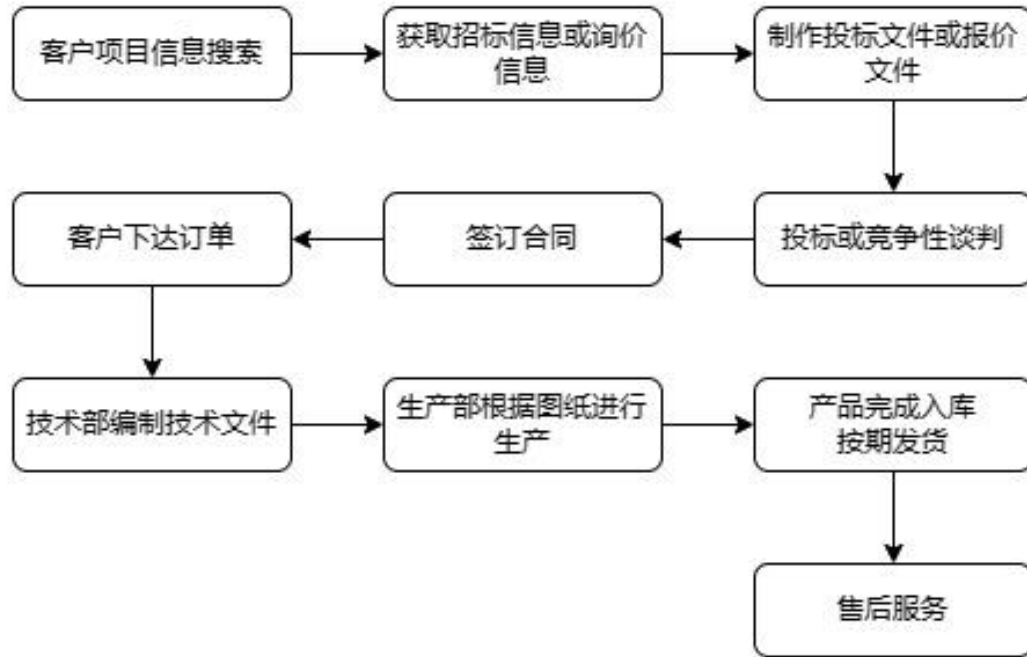 客户项目信息搜索
获取招标信息或询价
信息
制作投标文件或报价
文件
客户下达订单
签订合同
投标或竞争性谈判
技术部编制技术文件
生产部根据图纸进行
生产
产品完成入库
按期发货
售后服务